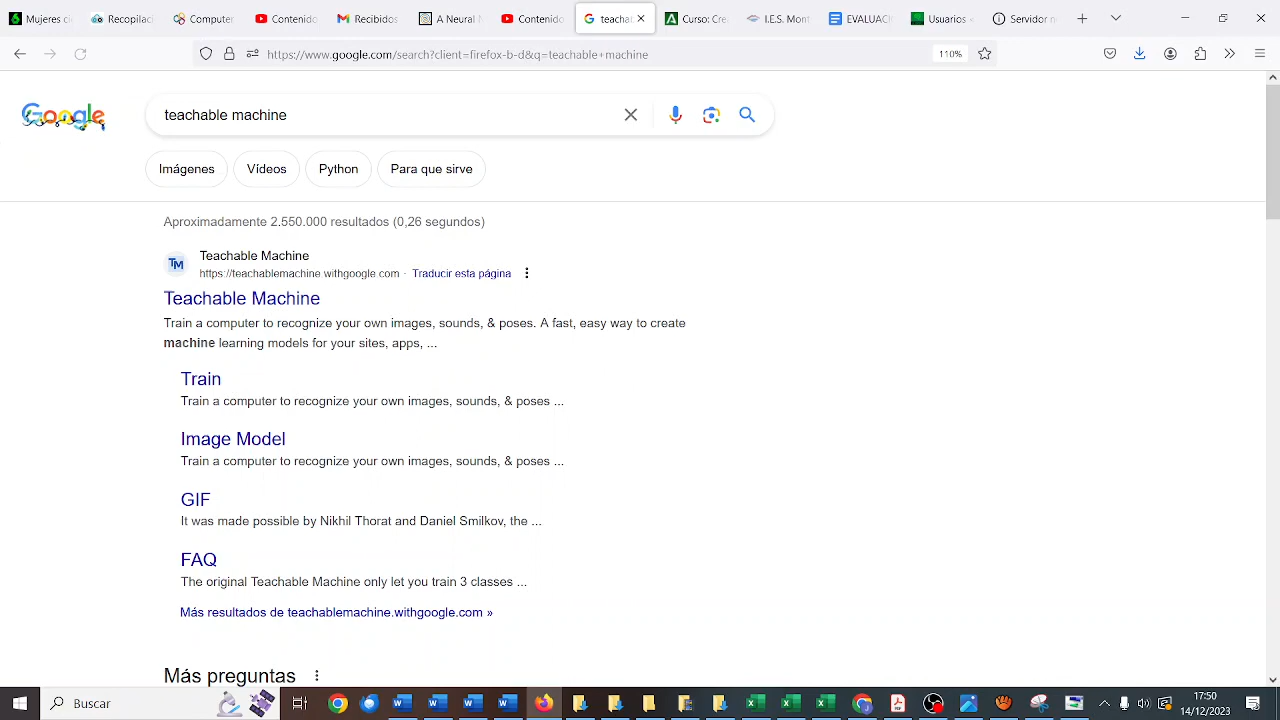 Mujeres ci
Recopilaci
Computer
Contenido
Recibidos
A Neural N
Contenido
teachab
Curso: Cre
I.E.S. Mont
EVALUACI
Usuarios <
Servidor n
https://www.google.com/search?client=firefox-b-d&q=teachable+machine
110%
Google
teachable machine
Imágenes
Vídeos
Python
Para que sirve
Aproximadamente 2.550.000 resultados (0,26 segundos)
TM
Teachable Machine
https://teachablemachine.withgoogle.com · Traducir esta página
Teachable Machine
Train a computer to recognize your own images, sounds, & poses. A fast, easy way to create
machine learning models for your sites, apps, ...
Train
Train a computer to recognize your own images, sounds, & poses ...
Image Model
Train a computer to recognize your own images, sounds, & poses ...
GIF
It was made possible by Nikhil Thorat and Daniel Smilkov, the ...
FAQ
The original Teachable Machine only let you train 3 classes ...
Más resultados de teachablemachine.withgoogle.com »
Más preguntas
Buscar
17:50
14/12/2023